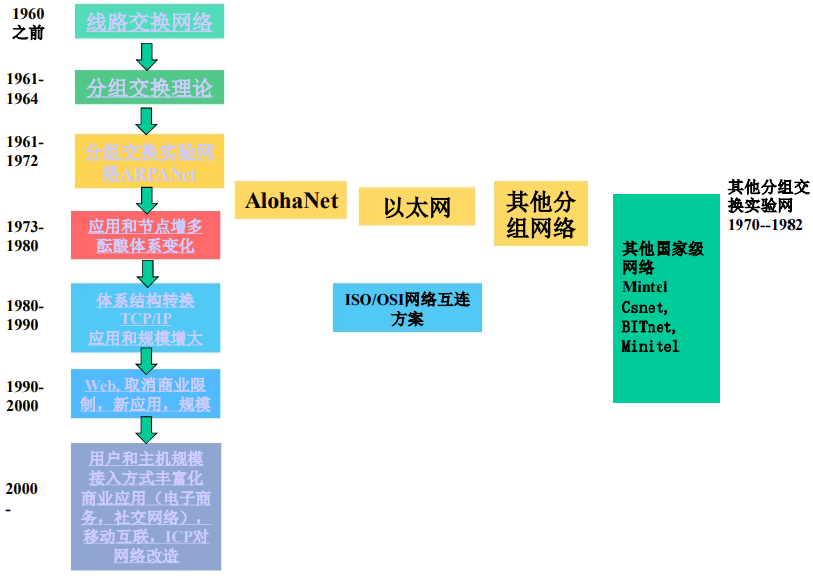 1960
之前
线路交换网络
1961-
1964
分组交换理论
1961-
1972
分组交换实验网
络ARPANet
AlohaNet
以太网
其他分
组网络
其他分组交
换实验网
1970--1982
1973-
1980
应用和节点增多
酝酿体系变化
其他国家级
网络
Mintel
Csnet,
BITnet,
Minitel
1980-
1990
体系结构转换
TCP/IP
应用和规模增大
ISO/OSI网络互连
方案
1990-
2000
Web, 取消商业限
制，新应用，规模
2000
-
用户和主机规模
接入方式丰富化
商业应用（电子商
务，社交网络），
移动互联，ICP对
网络改造